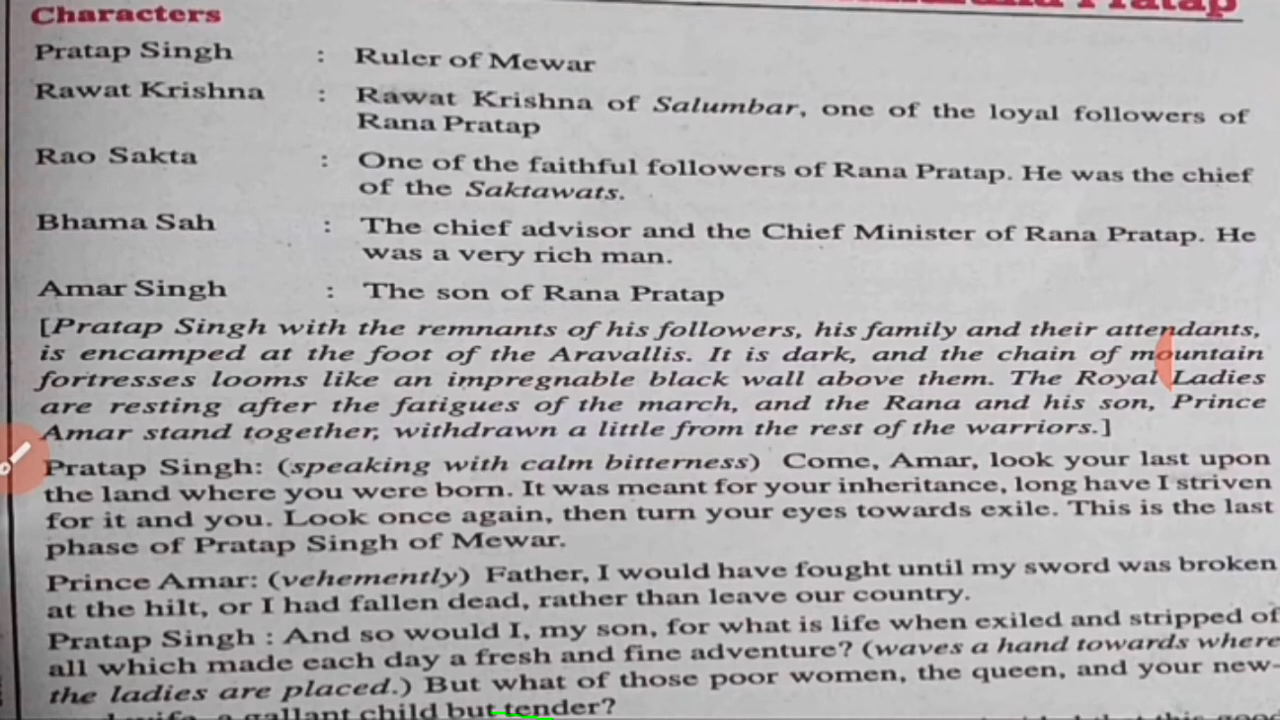 Pratap
Characters
Pratap Singh : Ruler of Mewar
Rawat Krishna : Rawat Krishna of Salumbar, one of the loyal followers of
Rana Pratap
Rao Sakta : One of the faithful followers of Rana Pratap. He was the chief
of the Saktawats.
Bhama Sah : The chief advisor and the Chief Minister of Rana Pratap. He
was a very rich man.
Amar Singh : The son of Rana Pratap
[Pratap Singh with the remnants of his followers, his family and their attendants,
is encamped at the foot of the Aravallis. It is dark, and the chain of mountain
fortresses looms like an impregnable black wall above them. The Royal Ladies
are resting after the fatigues of the march, and the Rana and his son, Prince
Amar stand together, withdrawn a little from the rest of the warriors.]
Pratap Singh: (speaking with calm bitterness) Come, Amar, look your last upon
the land where you were born. It was meant for your inheritance, long have I striven
for it and you. Look once again, then turn your eyes towards exile. This is the last
phase of Pratap Singh of Mewar.
Prince Amar: (vehemently) Father, I would have fought until my sword was broken
at the hilt, or I had fallen dead, rather than leave our country.
Pratap Singh : And so would I, my son, for what is life when exiled and stripped of
all which made each day a fresh and fine adventure? (waves a hand towards where
the ladies are placed.) But what of those poor women, the queen, and your new-
wife, a gallant child but tender?